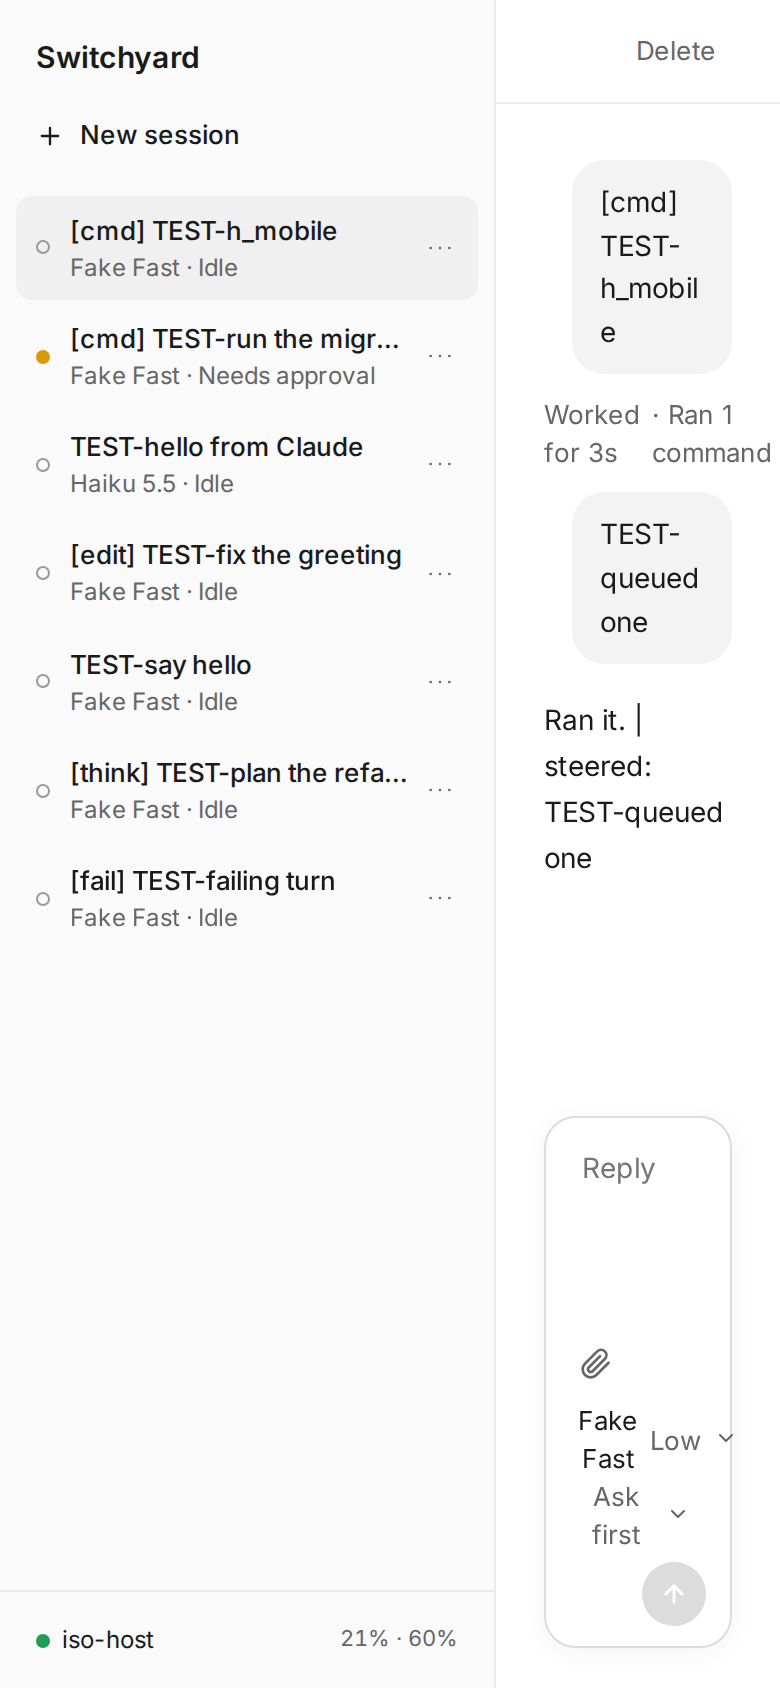 Switchyard
New session
[cmd] TEST-h_mobile
Fake Fast · Idle
[cmd] TEST-run the migr...
Fake Fast · Needs approval
TEST-hello from Claude
Haiku 5.5 · Idle
[edit] TEST-fix the greeting
Fake Fast · Idle
TEST-say hello
Fake Fast · Idle
[think] TEST-plan the refa...
Fake Fast · Idle
[fail] TEST-failing turn
Fake Fast · Idle
iso-host
21% · 60%
Delete
[cmd]
TEST-
h_mobil
e
Worked · Ran 1
for 3s command
TEST-
queued
one
Ran it. |
steered:
TEST-queued
one
Reply
Fake
Fast
Low
Ask
first